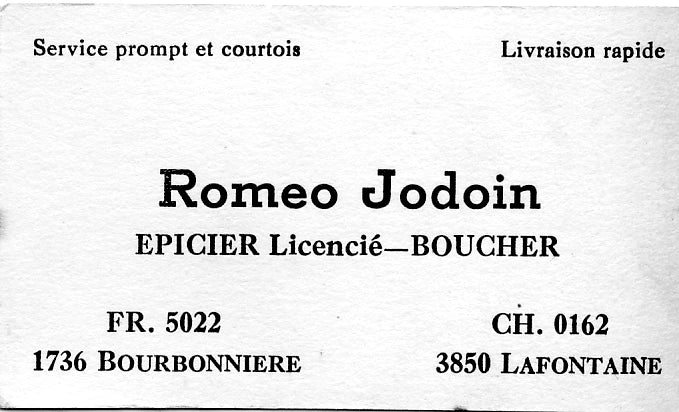 Service prompt et courtois
Livraison rapide
Romeo Jodoin
EPICIER Licencié—BOUCHER
FR. 5022
1736 BOURBONNIERE
CH. 0162
3850 LAFONTAINE